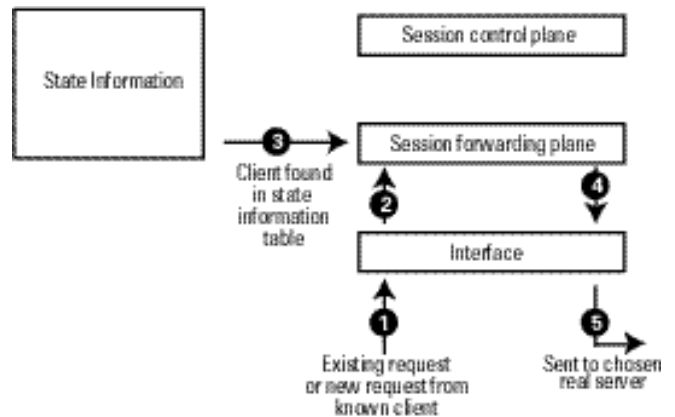 Session control plane
State Information
3
Session forwarding plane
Client found
in state
information
table
2
4
Interface
1
5
Existing request
or new request from
known client
Sent to chosen
real server